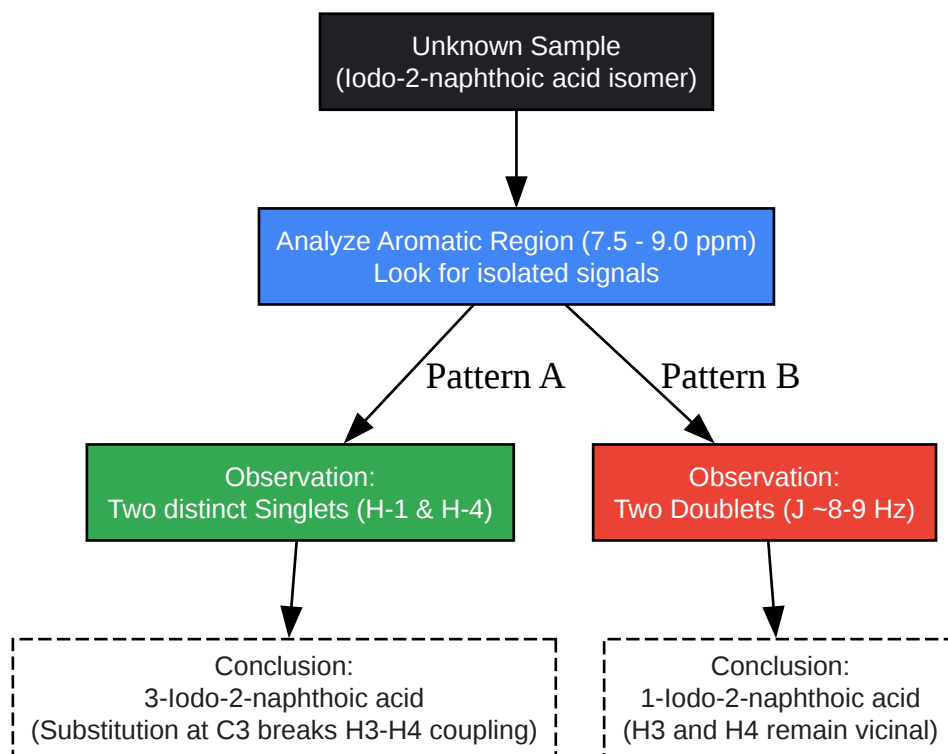 Unknown Sample
(Iodo-2-naphthoic acid isomer)
Analyze Aromatic Region (7.5 - 9.0 ppm)
Look for isolated signals
Pattern A
Pattern B
Observation:
Two distinct Singlets (H-1 & H-4)
Observation:
Two Doublets (J ~8-9 Hz)
Conclusion:
3-Iodo-2-naphthoic acid
(Substitution at C3 breaks H3-H4 coupling)
Conclusion:
1-Iodo-2-naphthoic acid
(H3 and H4 remain vicinal)